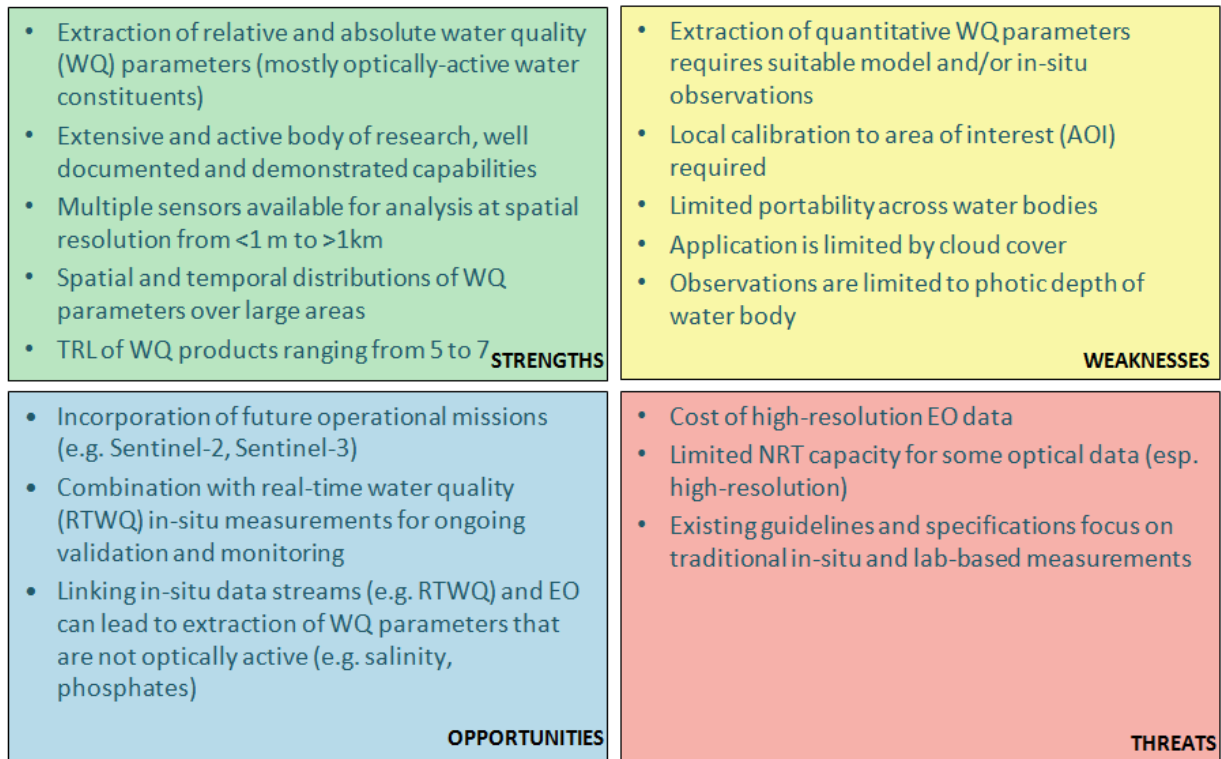 • Extraction of relative and absolute water quality
(WQ) parameters (mostly optically-active water
constituents)
• Extensive and active body of research, well
documented and demonstrated capabilities
• Multiple sensors available for analysis at spatial
resolution from <1 m to >1km
• Spatial and temporal distributions of WQ
parameters over large areas
• TRL of WQ products ranging from 5 to 7
STRENGTHS
• Extraction of quantitative WQ parameters
requires suitable model and/or in-situ
observations
• Local calibration to area of interest (AOI)
required
• Limited portability across water bodies
• Application is limited by cloud cover
• Observations are limited to photic depth of
water body
WEAKNESSES
• Incorporation of future operational missions
(e.g. Sentinel-2, Sentinel-3)
• Combination with real-time water quality
(RTWQ) in-situ measurements for ongoing
validation and monitoring
• Linking in-situ data streams (e.g. RTWQ) and EO
can lead to extraction of WQ parameters that
are not optically active (e.g. salinity,
phosphates)
OPPORTUNITIES
• Cost of high-resolution EO data
• Limited NRT capacity for some optical data (esp.
high-resolution)
• Existing guidelines and specifications focus on
traditional in-situ and lab-based measurements
THREATS